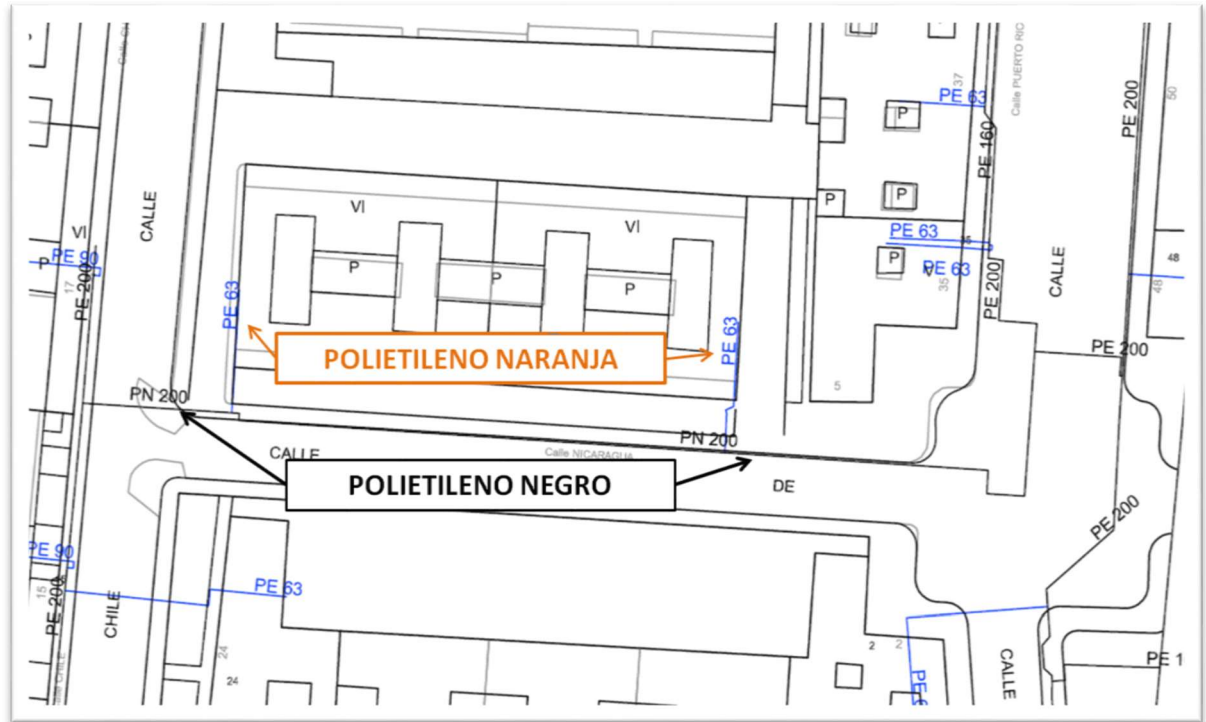 P
VI
17
PE 90
P
PE 200
CALLE
PE 63
VI
P
P
P
VI
POLIETILENO NARANJA
PE 63
PN 200
PN 200
CALLE
Calle NICARAGUA
DE
POLIETILENO NEGRO
PE 63
P
P
P
PE 63
P
PE 63
35
5
37
PE 160
PE 200
Calle PUERTO RIC
CALLE
PE 200
50
48
48
PE 200
PE 200
PE 90
15
PE 200
CHILE
PE 63
24
24
2
2
CALLE
PE 1